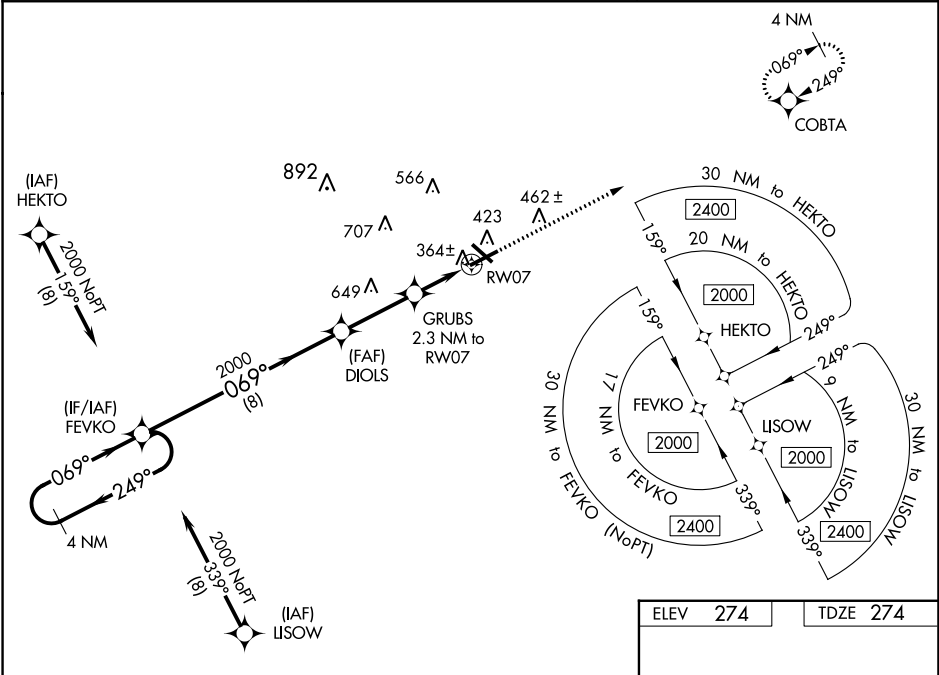 4 NM
069°
249°
COBTA
(IAF)
HEKTO
2000 NoPT
159°
(8)
892
566
707
462 ±
423
364±
649
RW07
GRUBS
2.3 NM to
RW07
(FAF)
DIOLS
2000
069°
(8)
(IF/IAF)
FEVKO
069°
249°
4 NM
2000 NoPT
339°
(8)
(IAF)
LISOW
30 NM to HEKTO
2400
159°
20 NM to HEKTO
2000
HEKTO
249°
159°
30 NM to FEVKO (NoPT)
17 NM to FEVKO
FEVKO
2000
339°
2400
249°
LISOW
9 NM to LISOW
2000
30 NM to LISOW
339°
2400
ELEV 274
TDZE 274